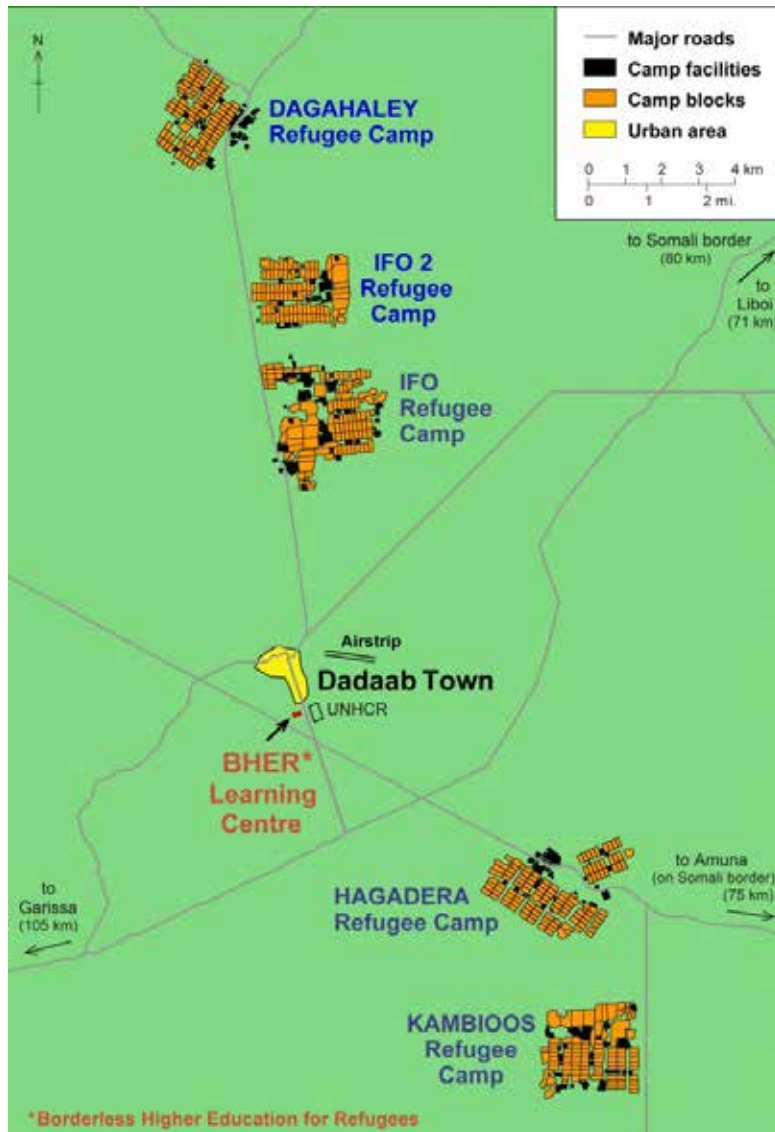 N
Major roads
Camp facilities
Camp blocks
Urban area
0 1 2 3 4 km
0 1 2 mi.
DAGAHALEY
Refugee Camp
to Somali border
(80 km)
to
Liboi
(71 km)
IFO 2
Refugee
Camp
IFO
Refugee
Camp
Airstrip
Dadaab Town
UNHCR
BHER*
Learning
Centre
to
Garissa
(105 km)
HAGADERA
Refugee Camp
to Amuna
(on Somali border)
(75 km)
KAMBIOOS
Refugee
Camp
*Borderless Higher Education for Refugees